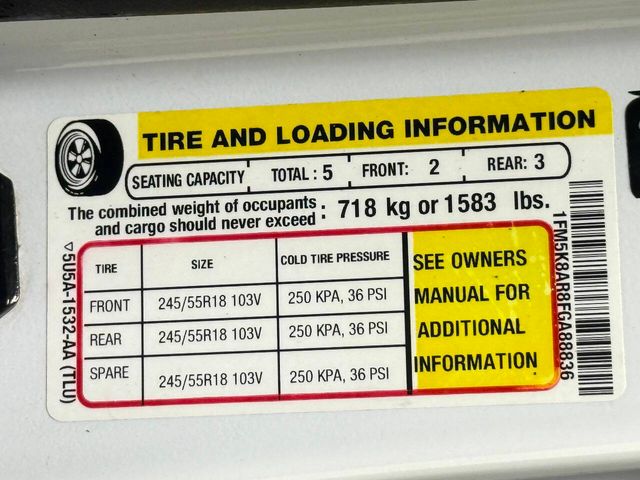 TIRE AND LOADING INFORMATION
SEATING CAPACITY TOTAL : 5 FRONT: 2 REAR: 3
The combined weight of occupants
and cargo should never exceed : 718 kg or 1583 lbs.
TIRE SIZE COLD TIRE PRESSURE
FRONT 245/55R18 103V 250 KPA, 36 PSI
REAR 245/55R18 103V 250 KPA, 36 PSI
SPARE 245/55R18 103V 250 KPA, 36 PSI
SEE OWNERS
MANUAL FOR
ADDITIONAL
INFORMATION
▽5U5A-1532-AA (TLU)
1FM5K8AR8FGA88836